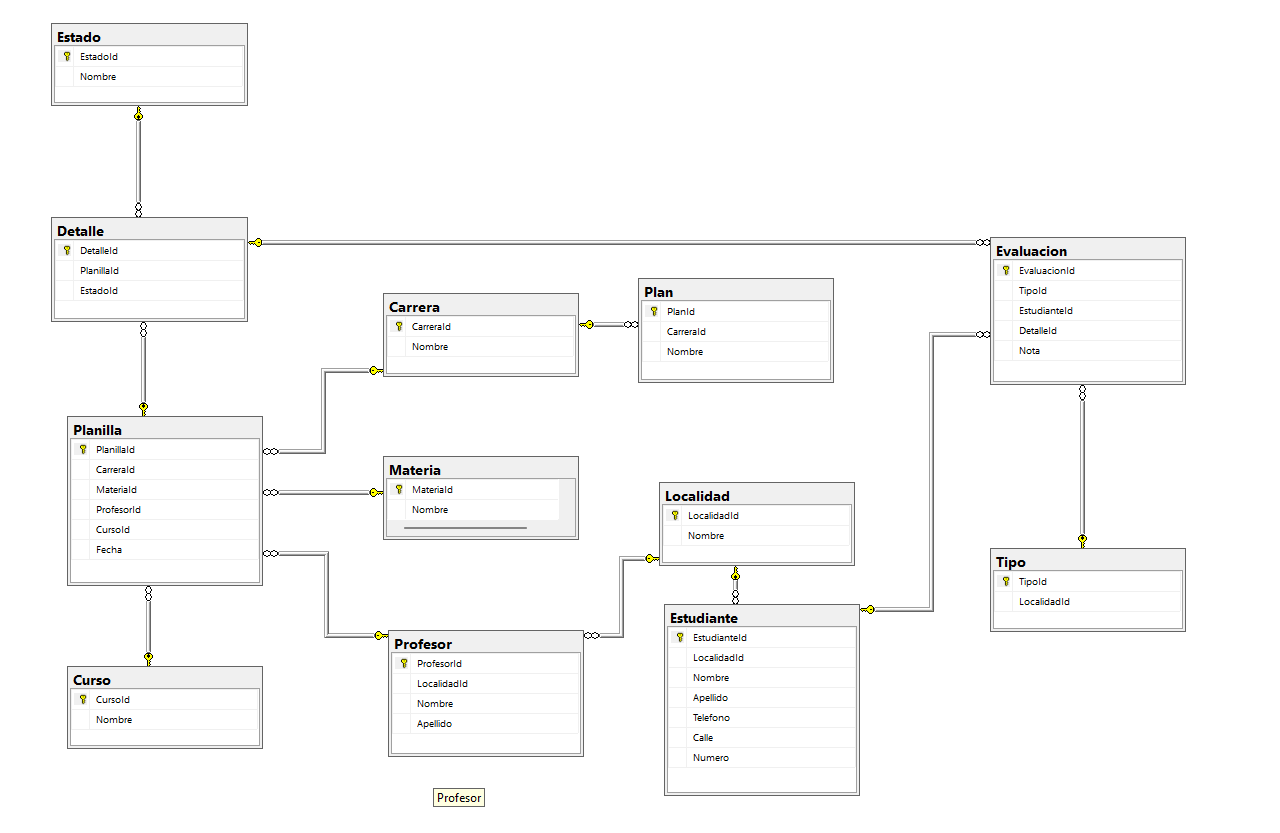 Estado
EstadoId
Nombre
Detalle
DetalleId
PlanillaId
EstadoId
Evaluacion
EvaluacionId
TipoId
EstudianteId
DetalleId
Nota
Carrera
CarreraId
Nombre
Plan
PlanId
CarreraId
Nombre
Planilla
PlanillaId
CarreraId
MateriaId
ProfesorId
CursoId
Fecha
Materia
MateriaId
Nombre
Localidad
LocalidadId
Nombre
Tipo
TipoId
LocalidadId
Estudiante
EstudianteId
LocalidadId
Nombre
Apellido
Telefono
Calle
Numero
Profesor
ProfesorId
LocalidadId
Nombre
Apellido
Curso
CursoId
Nombre
Profesor